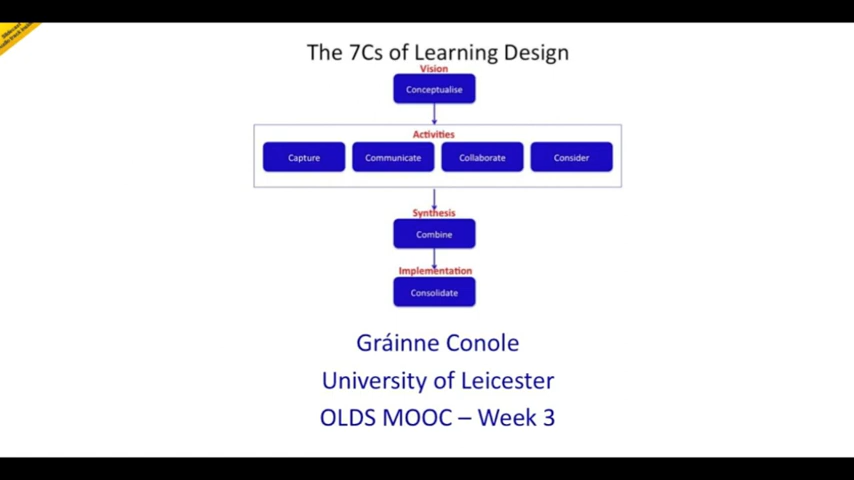 The 7Cs of Learning Design
Vision
Conceptualise
Activities
Capture Communicate Collaborate Consider
Synthesis
Combine
Implementation
Consolidate
Gráinne Conole
University of Leicester
OLDS MOOC – Week 3